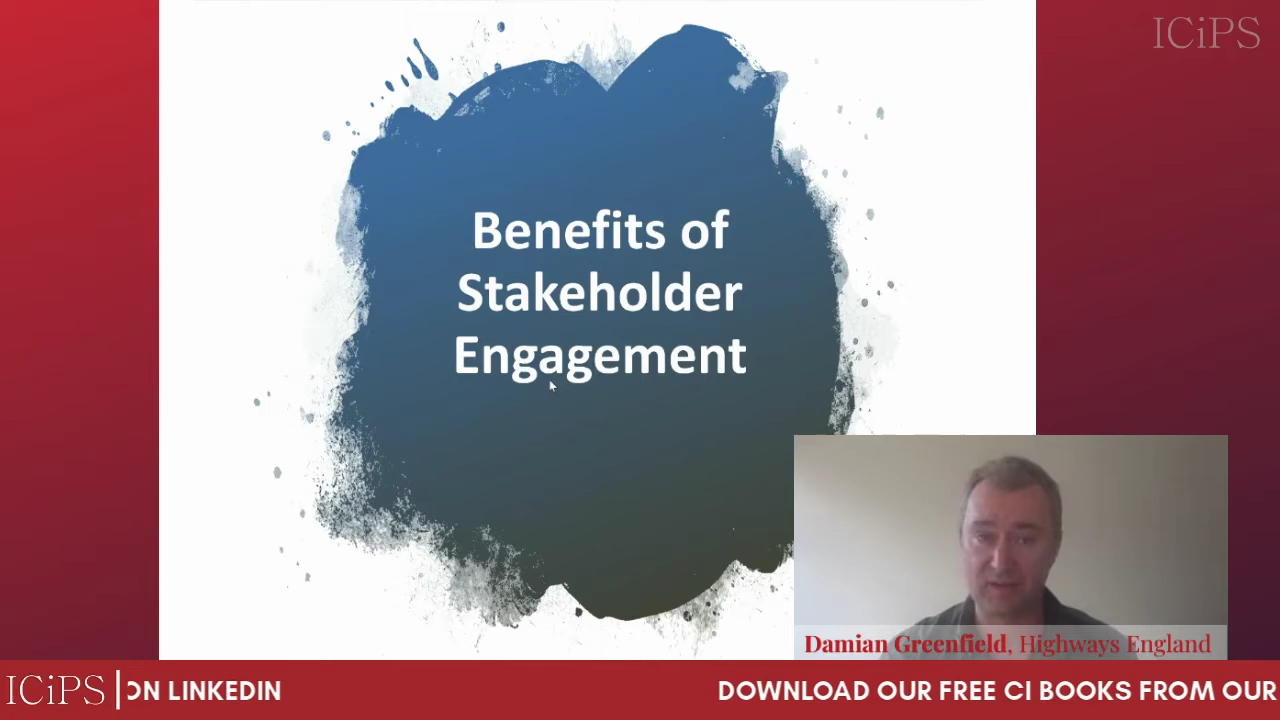 ICiPS
Benefits of
Stakeholder
Engagement
Damian Greenfield, Highways England
ICiPS
ON LINKEDIN
DOWNLOAD OUR FREE CI BOOKS FROM OUR